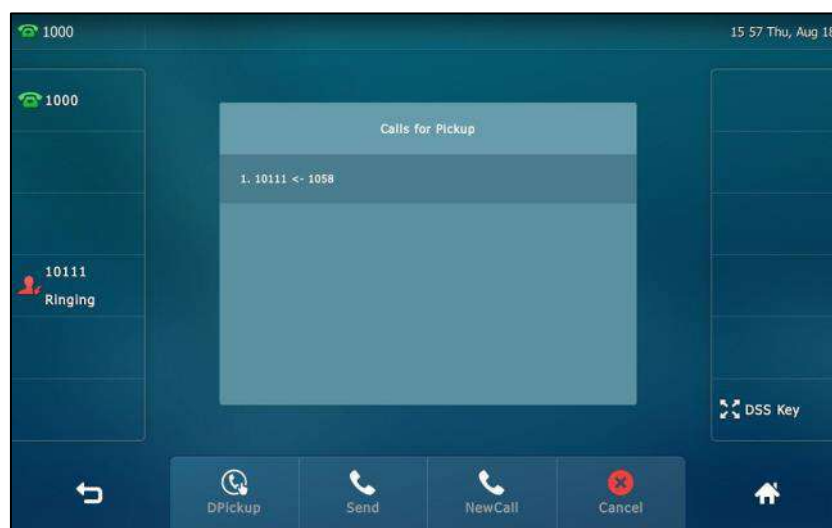 1000
15 57 Thu, Aug 18
1000
Calls for Pickup
1. 10111 <- 1058
10111
Ringing
DSS Key
DPickup
Send
NewCall
Cancel